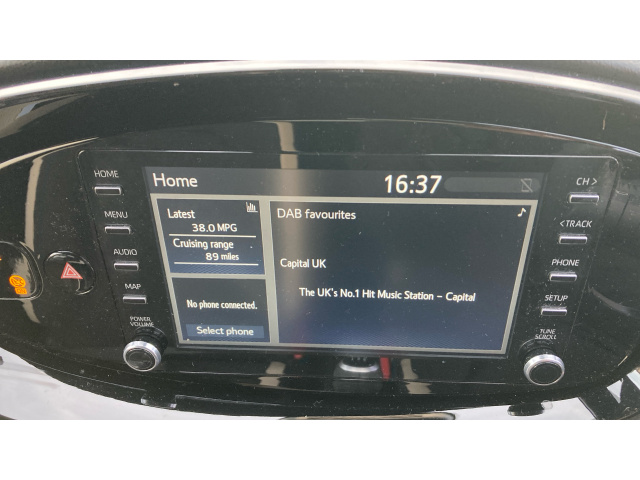 HOME
MENU
AUDIO
MAP
POWER
VOLUME
Home
16:37
Latest
38.0 MPG
Cruising range
89 miles
No phone connected.
Select phone
DAB favourites
Capital UK
The UK's No.1 Hit Music Station – Capital
CH >
<TRACK
PHONE
SETUP
TUNE
SCROLL